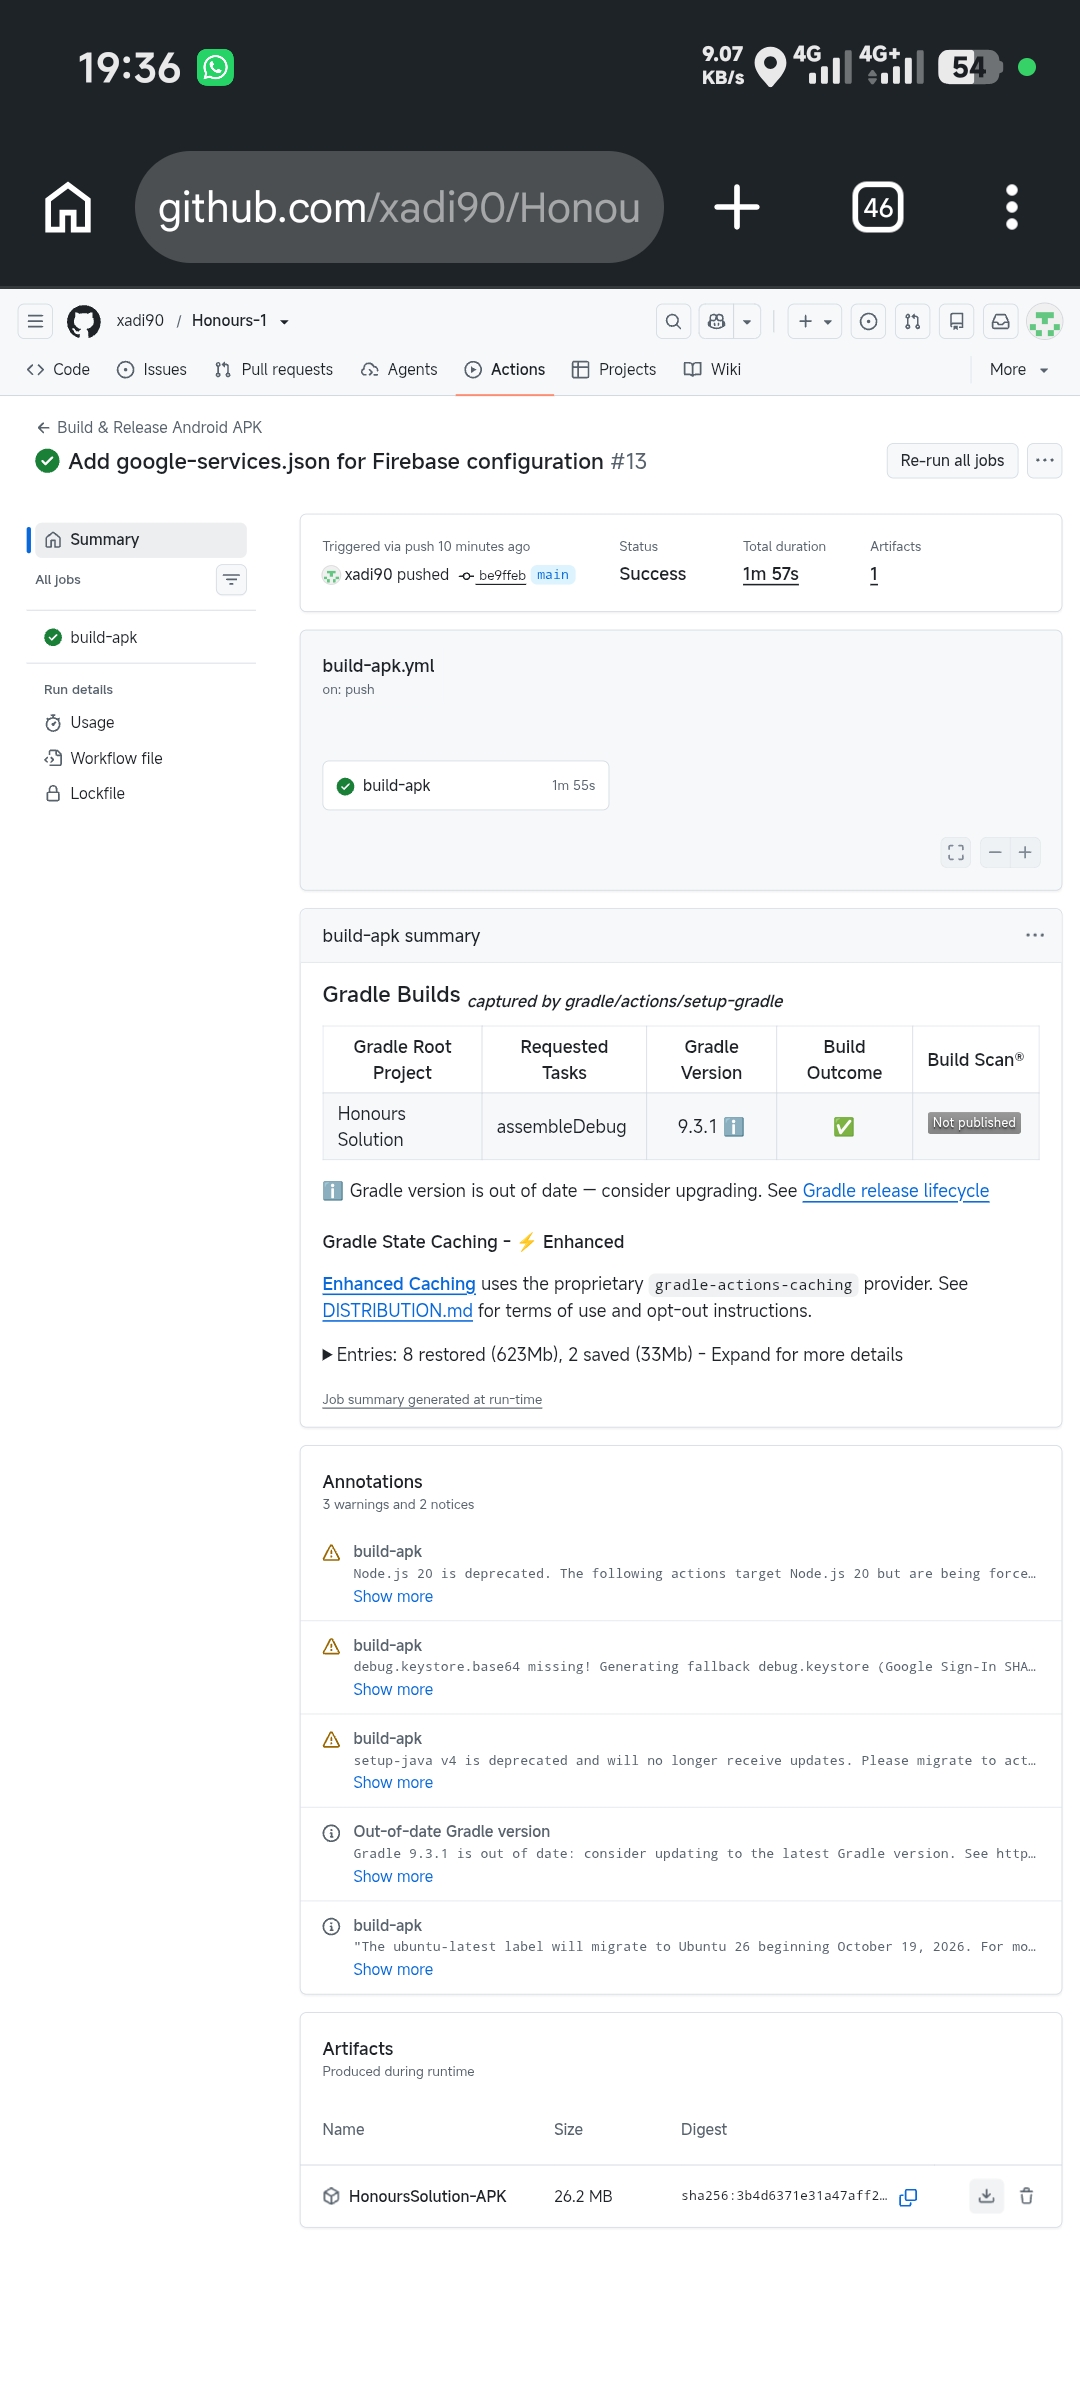 19:36
9.07 KB/s 4G 4G+ 54
github.com/xadi90/Honou
46
xadi90 / Honours-1
Code Issues Pull requests Agents Actions Projects Wiki More
Build & Release Android APK
Add google-services.json for Firebase configuration #13
Re-run all jobs
Summary
All jobs
build-apk
Run details
Usage
Workflow file
Lockfile
Triggered via push 10 minutes ago
xadi90 pushed be9ffeb main
Status
Success
Total duration
1m 57s
Artifacts
1
build-apk.yml
on: push
build-apk 1m 55s
build-apk summary
Gradle Builds captured by gradle/actions/setup-gradle
Gradle Root Project Requested Tasks Gradle Version Build Outcome Build Scan®
Honours Solution assembleDebug 9.3.1 ℹ️ ✅ Not published
ℹ️ Gradle version is out of date — consider upgrading. See Gradle release lifecycle
Gradle State Caching - ⚡ Enhanced
Enhanced Caching uses the proprietary gradle-actions-caching provider. See
DISTRIBUTION.md for terms of use and opt-out instructions.
Entries: 8 restored (623Mb), 2 saved (33Mb) - Expand for more details
Job summary generated at run-time
Annotations
3 warnings and 2 notices
build-apk
Node.js 20 is deprecated. The following actions target Node.js 20 but are being force…
Show more
build-apk
debug.keystore.base64 missing! Generating fallback debug.keystore (Google Sign-In SHA…
Show more
build-apk
setup-java v4 is deprecated and will no longer receive updates. Please migrate to act…
Show more
Out-of-date Gradle version
Gradle 9.3.1 is out of date: consider updating to the latest Gradle version. See http…
Show more
build-apk
"The ubuntu-latest label will migrate to Ubuntu 26 beginning October 19, 2026. For mo…
Show more
Artifacts
Produced during runtime
Name Size Digest
HonoursSolution-APK 26.2 MB sha256:3b4d6371e31a47aff2…